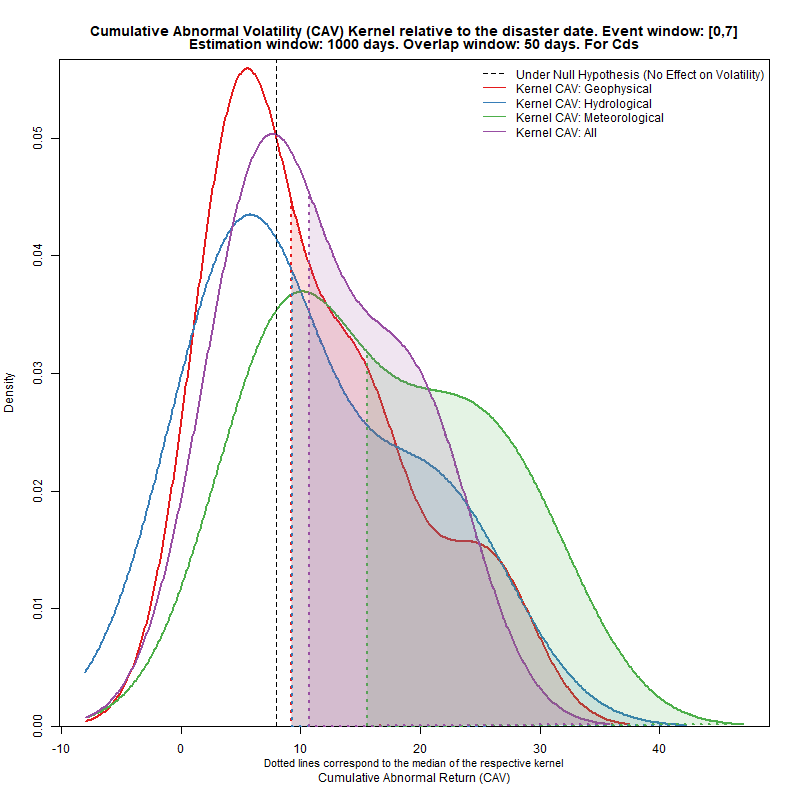 Cumulative Abnormal Volatility (CAV) Kernel relative to the disaster date. Event window: [0,7]
Estimation window: 1000 days. Overlap window: 50 days. For Cds
Under Null Hypothesis (No Effect on Volatility)
Kernel CAV: Geophysical
Kernel CAV: Hydrological
Kernel CAV: Meteorological
Kernel CAV: All
Density
0.05
0.04
0.03
0.02
0.01
0.00
-10 0 10 20 30 40
Dotted lines correspond to the median of the respective kernel
Cumulative Abnormal Return (CAV)